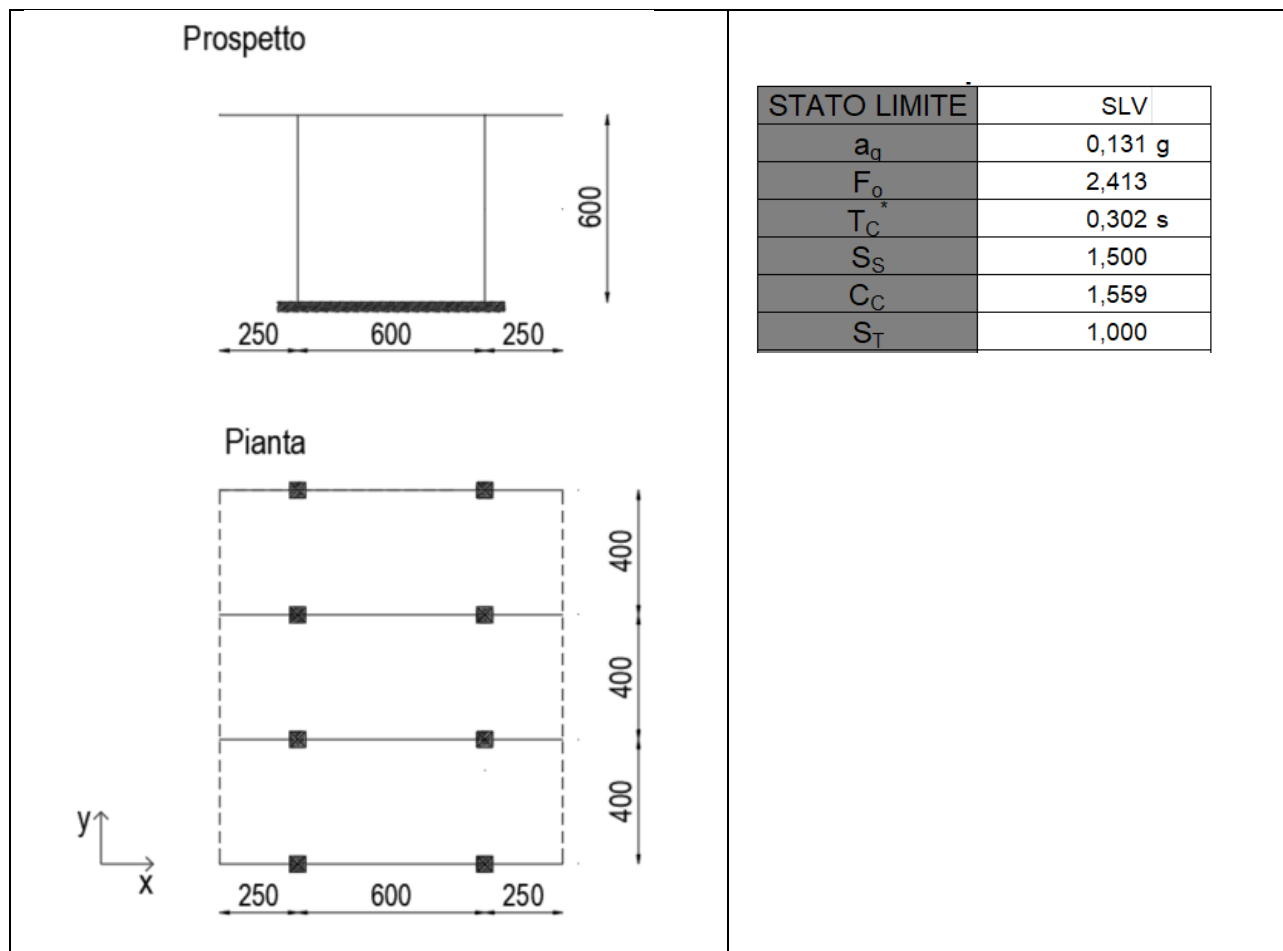 Prospetto
600
250 600 250
Pianta
400
400
400
y
x
250 600 250
STATO LIMITE SLV
ag 0,131 g
Fo 2,413
TC* 0,302 s
SS 1,500
CC 1,559
ST 1,000